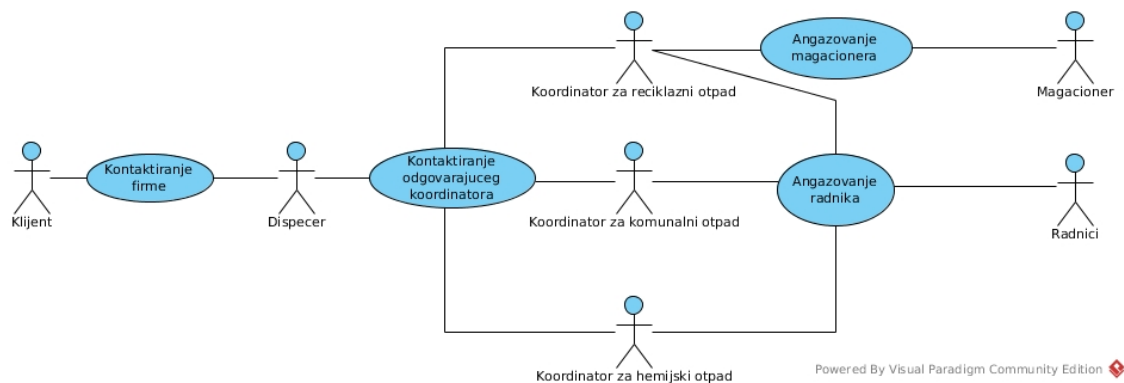 Angazovanje
magacionera
Koordinator za reciklazni otpad
Magacioner
Kontaktiranje
firme
Kontaktiranje
odgovarajuceg
koordinatora
Angazovanje
radnika
Klijent
Dispecer
Koordinator za komunalni otpad
Radnici
Koordinator za hemijski otpad
Powered By Visual Paradigm Community Edition